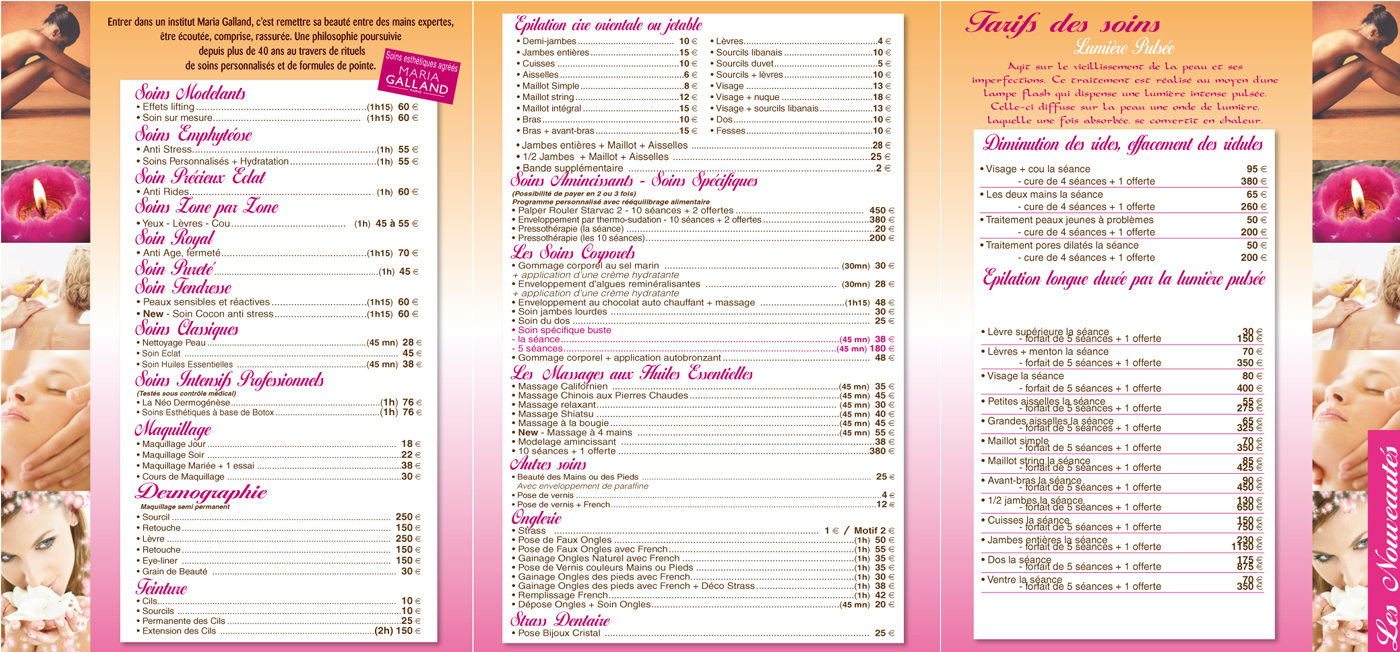 Entrer dans un institut Maria Galland, c'est remettre sa beauté entre des mains expertes,
être écoutée, comprise, rassurée. Une philosophie poursuivie
depuis plus de 40 ans au travers de rituels
de soins personnalisés et de formules de pointe.
Soins esthétiques agréés
MARIA
GALLAND
PARIS
Soins Modelants
• Effets lifting (1h15) 60 €
• Soin sur mesure (1h15) 60 €
Soins Emphytéose
• Anti Stress (1h) 55 €
• Soins Personnalisés + Hydratation (1h) 55 €
Soin Précieux Eclat
• Anti Rides (1h) 60 €
Soins Zone par Zone
• Yeux - Lèvres - Cou (1h) 45 à 55 €
Soin Royal
• Anti Age, fermeté (1h15) 70 €
Soin Pureté (1h) 45 €
Soin Tendresse
• Peaux sensibles et réactives (1h15) 60 €
• New - Soin Cocon anti stress (1h15) 60 €
Soins Classiques
• Nettoyage Peau (45 mn) 28 €
• Soin Eclat 45 €
• Soin Huiles Essentielles (45 mn) 38 €
Soins Intensifs Professionnels
(Testés sous contrôle médical)
• La Néo Dermogénèse (1h) 76 €
• Soins Esthétiques à base de Botox (1h) 76 €
Maquillage
• Maquillage Jour 18 €
• Maquillage Soir 22 €
• Maquillage Mariée + 1 essai 38 €
• Cours de Maquillage 30 €
Dermographie
Maquillage semi permanent
• Sourcil 250 €
• Retouche 150 €
• Lèvre 250 €
• Retouche 150 €
• Eye-liner 150 €
• Grain de Beauté 30 €
Teinture
• Cils 10 €
• Sourcils 10 €
• Permanente des Cils 25 €
• Extension des Cils (2h) 150 €
Epilation cire orientale ou jetable
• Demi-jambes 10 €
• Jambes entières 15 €
• Cuisses 10 €
• Aisselles 6 €
• Maillot Simple 8 €
• Maillot string 12 €
• Maillot intégral 15 €
• Bras 10 €
• Bras + avant-bras 15 €
• Lèvres 4 €
• Sourcils libanais 10 €
• Sourcils duvet 5 €
• Sourcils + lèvres 10 €
• Visage 13 €
• Visage + nuque 18 €
• Visage + sourcils libanais 13 €
• Dos 10 €
• Fesses 10 €
• Jambes entières + Maillot + Aisselles 28 €
• 1/2 Jambes + Maillot + Aisselles 25 €
• Bande supplémentaire 2 €
Soins Amincissants - Soins Spécifiques
(Possibilité de payer en 2 ou 3 fois)
Programme personnalisé avec rééquilibrage alimentaire
• Palper Rouler Starvac 2 - 10 séances + 2 offertes 450 €
• Enveloppement par thermo-sudation - 10 séances + 2 offertes 380 €
• Pressothérapie (la séance) 20 €
• Pressothérapie (les 10 séances) 200 €
Les Soins Corporels
• Gommage corporel au sel marin (30mn) 30 €
+ application d'une crème hydratante
• Enveloppement d'algues reminéralisantes (30mn) 28 €
+ application d'une crème hydratante
• Enveloppement au chocolat auto chauffant + massage (1h15) 48 €
• Soin jambes lourdes 30 €
• Soin du dos 25 €
• Soin spécifique buste
- la séance (45 mn) 38 €
- 5 séances (45 mn) 180 €
• Gommage corporel + application autobronzant 48 €
Les Massages aux Huiles Essentielles
• Massage Californien (45 mn) 35 €
• Massage Chinois aux Pierres Chaudes (45 mn) 45 €
• Massage relaxant (45 mn) 30 €
• Massage Shiatsu (45 mn) 40 €
• Massage à la bougie (45 mn) 45 €
• New - Massage à 4 mains (45 mn) 55 €
• Modelage amincissant 38 €
• 10 séances + 1 offerte 380 €
Autres soins
• Beauté des Mains ou des Pieds 25 €
Avec enveloppement de paraffine
• Pose de vernis 4 €
• Pose de vernis + French 12 €
Onglerie
• Strass 1 € / Motif 2 €
• Pose de Faux Ongles (1h) 50 €
• Pose de Faux Ongles avec French (1h) 55 €
• Gainage Ongles Naturel avec French (1h) 35 €
• Pose de Vernis couleurs Mains ou Pieds (1h) 35 €
• Gainage Ongles des pieds avec French (1h) 30 €
• Gainage Ongles des pieds avec French + Déco Strass (1h) 38 €
• Remplissage French (1h) 42 €
• Dépose Ongles + Soin Ongles (45 mn) 20 €
Strass Dentaire
• Pose Bijoux Cristal 25 €
Tarifs des soins
Lumière Pulsée
Agit sur le vieillissement de la peau et ses
imperfections. Ce traitement est réalisé au moyen d'une
lampe flash qui dispense une lumière intense pulsée.
Celle-ci diffuse sur la peau une onde de lumière,
laquelle une fois absorbée, se convertit en chaleur.
Diminution des rides, effacement des ridules
• Visage + cou la séance 95 €
- cure de 4 séances + 1 offerte 380 €
• Les deux mains la séance 65 €
- cure de 4 séances + 1 offerte 260 €
• Traitement peaux jeunes à problèmes 50 €
- cure de 4 séances + 1 offerte 200 €
• Traitement pores dilatés la séance 50 €
- cure de 4 séances + 1 offerte 200 €
Epilation longue durée par la lumière pulsée
• Lèvre supérieure la séance 30 €
- forfait de 5 séances + 1 offerte 150 €
• Lèvres + menton la séance 70 €
- forfait de 5 séances + 1 offerte 350 €
• Visage la séance 80 €
- forfait de 5 séances + 1 offerte 400 €
• Petites aisselles la séance 55 €
- forfait de 5 séances + 1 offerte 275 €
• Grandes aisselles la séance 65 €
- forfait de 5 séances + 1 offerte 325 €
• Maillot simple 70 €
- forfait de 5 séances + 1 offerte 350 €
• Maillot string la séance 85 €
- forfait de 5 séances + 1 offerte 425 €
• Avant-bras la séance 90 €
- forfait de 5 séances + 1 offerte 450 €
• 1/2 jambes la séance 130 €
- forfait de 5 séances + 1 offerte 650 €
• Cuisses la séance 150 €
- forfait de 5 séances + 1 offerte 750 €
• Jambes entières la séance 230 €
- forfait de 5 séances + 1 offerte 1150 €
• Dos la séance 175 €
- forfait de 5 séances + 1 offerte 875 €
• Ventre la séance 70 €
- forfait de 5 séances + 1 offerte 350 €
Les Nouveautés